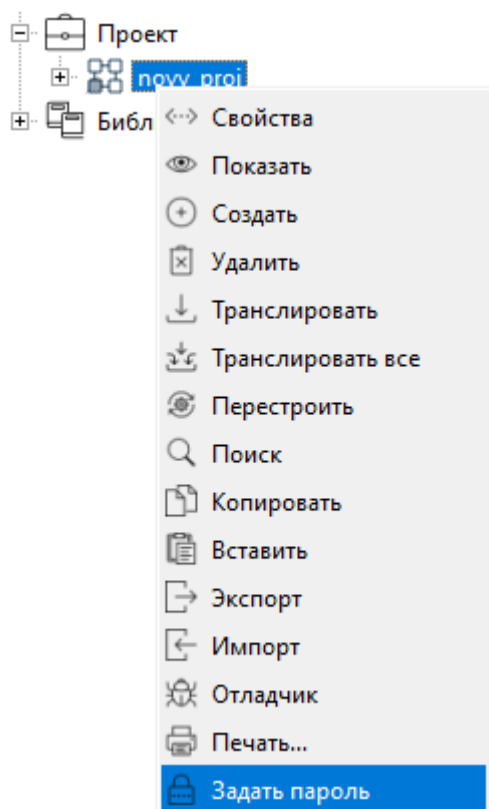 Проект
novy_proj
Библ
Свойства
Показать
Создать
Удалить
Транслировать
Транслировать все
Перестроить
Поиск
Копировать
Вставить
Экспорт
Импорт
Отладчик
Печать...
Задать пароль